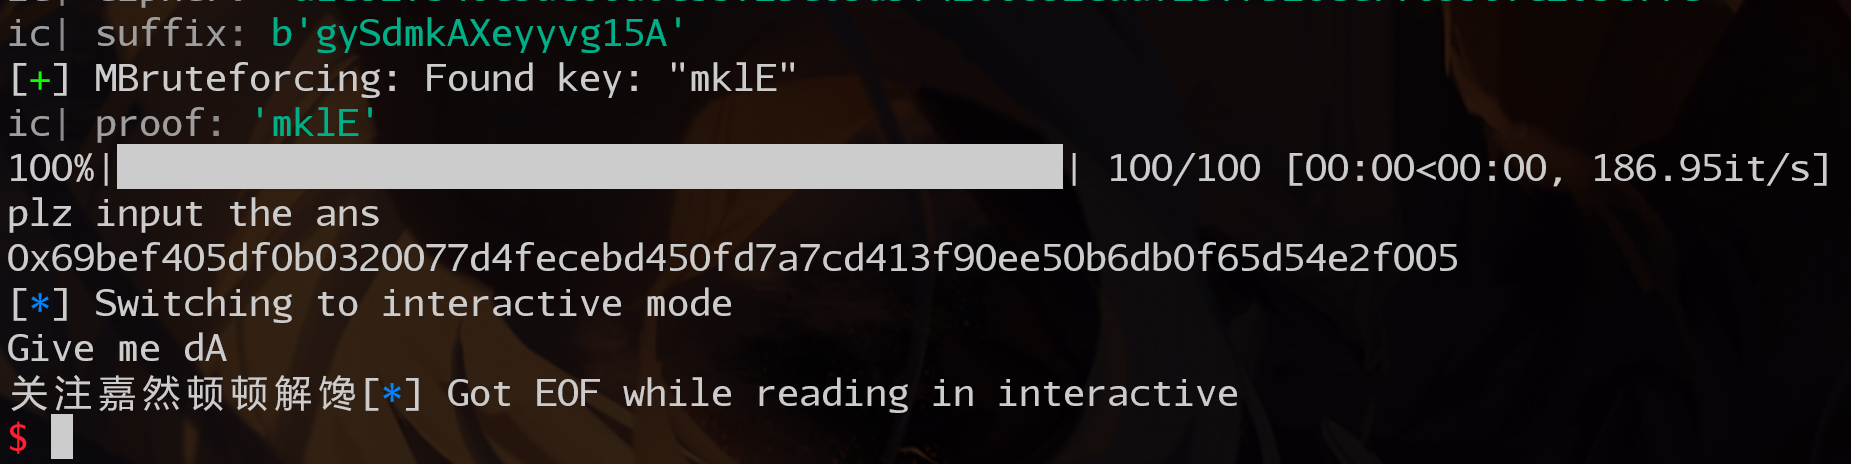 ic| suffix: b'gySdmkAXeyyvg15A'
[+] MBruteforcing: Found key: "mklE"
ic| proof: 'mklE'
100%| | 100/100 [00:00<00:00, 186.95it/s]
plz input the ans
0x69bef405df0b0320077d4fecebd450fd7a7cd413f90ee50b6db0f65d54e2f005
[*] Switching to interactive mode
Give me dA
关注嘉然顿顿解馋[*] Got EOF while reading in interactive
$